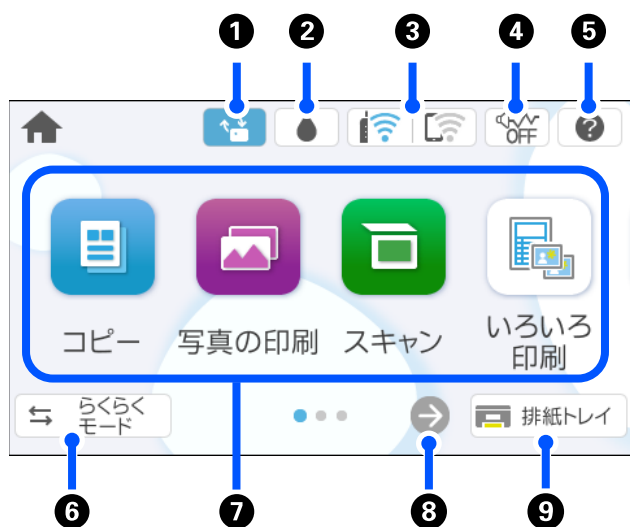 1 2 3 4 5
OFF ?
コピー 写真の印刷 スキャン いろいろ
印刷
らくらく
モード
排紙トレイ
6 7 8 9